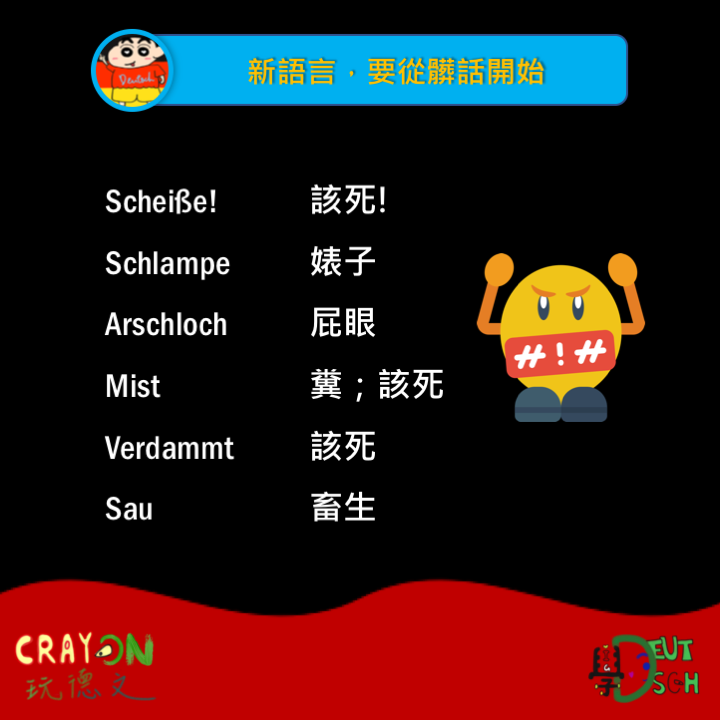 新語言，要從髒話開始
Deutsch
Scheiße! 該死!
Schlampe 婊子
Arschloch 屁眼
Mist 糞；該死
Verdammt 該死
Sau 畜生
#!#
CRAYON
玩德文
學 DEUT
SCH